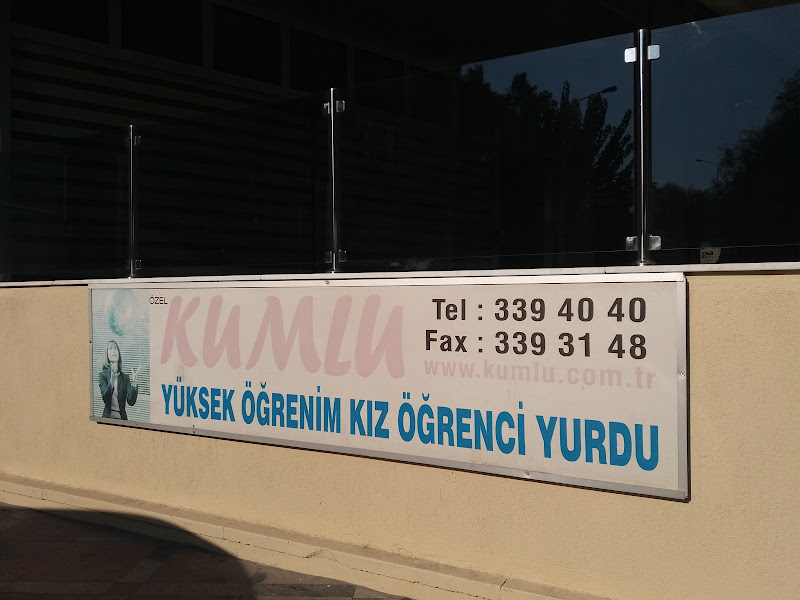 ÖZEL
KUMLU
Tel : 339 40 40
Fax : 339 31 48
www.kumlu.com.tr
YÜKSEK ÖĞRENİM KIZ ÖĞRENCİ YURDU